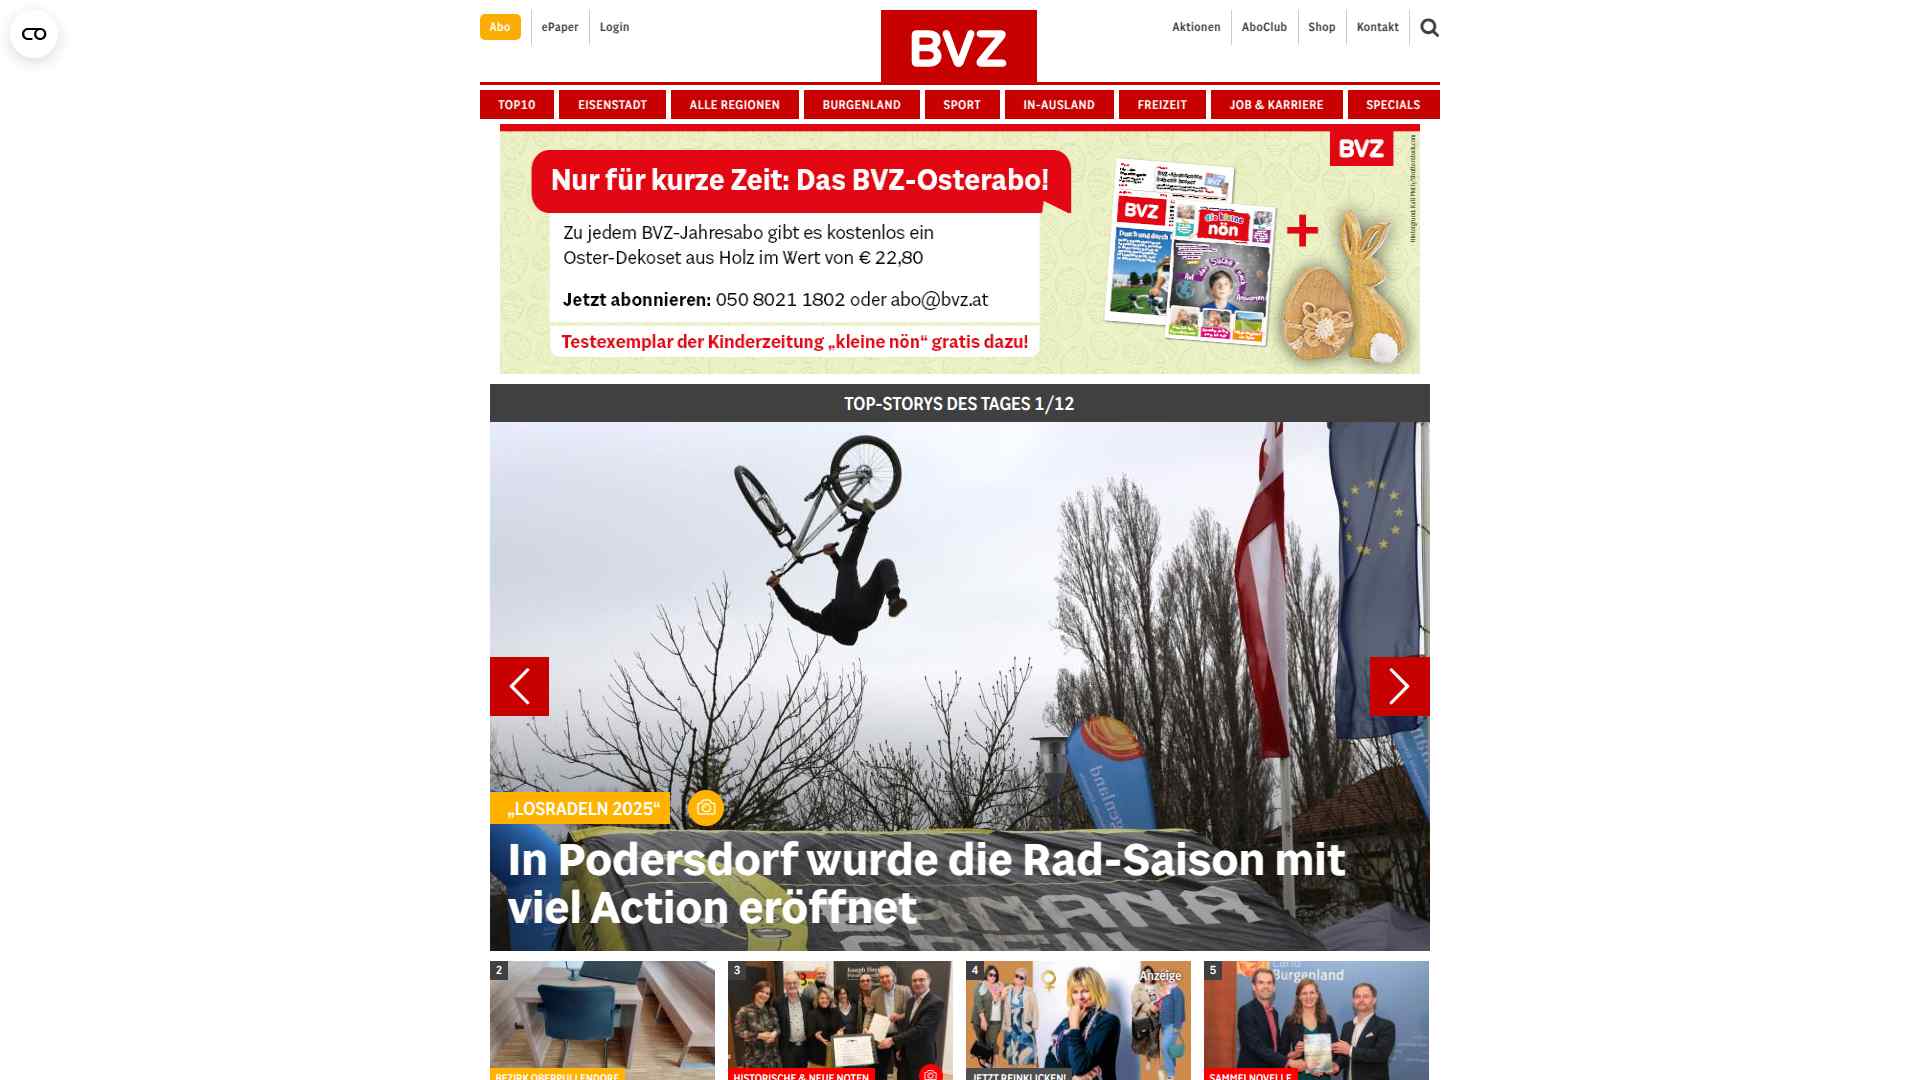 Abo
ePaper
Login
BVZ
Aktionen
AboClub
Shop
Kontakt
TOP10
EISENSTADT
ALLE REGIONEN
BURGENLAND
SPORT
IN-AUSLAND
FREIZEIT
JOB & KARRIERE
SPECIALS
Nur für kurze Zeit: Das BVZ-Osterabo!
Zu jedem BVZ-Jahresabo gibt es kostenlos ein
Oster-Dekoset aus Holz im Wert von € 22,80
Jetzt abonnieren: 050 8021 1802 oder abo@bvz.at
Testexemplar der Kinderzeitung „kleine nön“ gratis dazu!
BVZ
BVZ
die kleine
nön
+
TOP-STORYS DES TAGES 1/12
„LOSRADELN 2025“
In Podersdorf wurde die Rad-Saison mit
viel Action eröffnet
BANANA
2
3
4
Anzeige
5
Burgenland
BEZIRK OBERPULLENDORF
HISTORISCHE & NEUE NOTEN
JETZT REINKLICKEN!
SAMMELNOVELLE